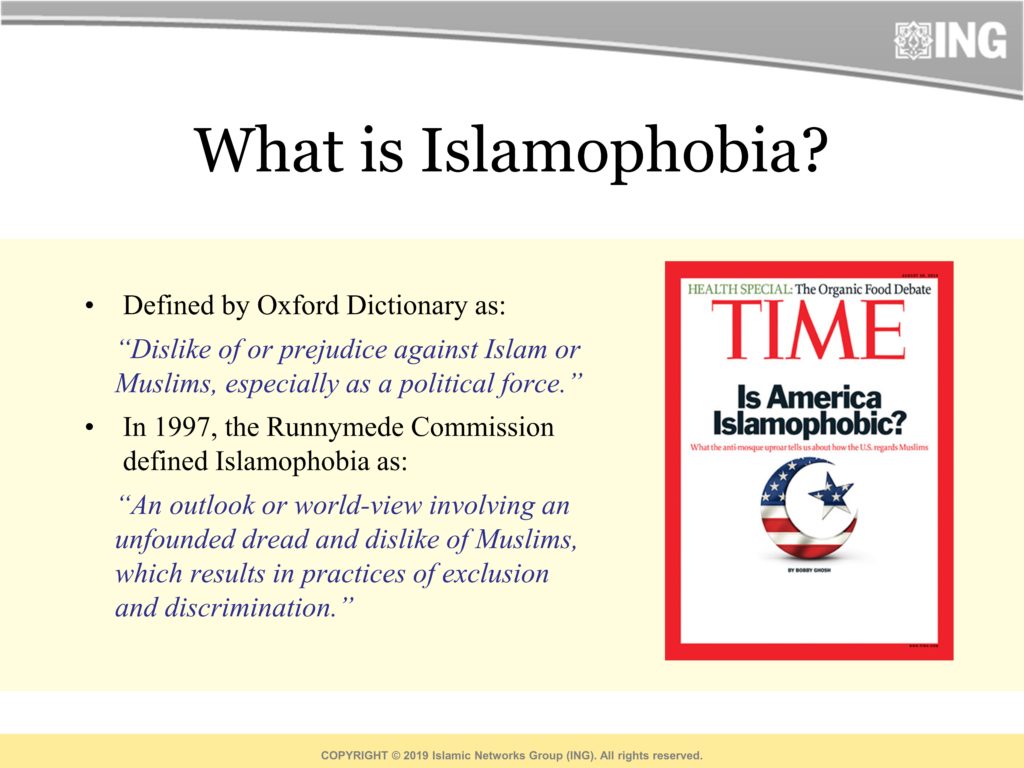 ING
What is Islamophobia?
• Defined by Oxford Dictionary as:
“Dislike of or prejudice against Islam or
Muslims, especially as a political force.”
• In 1997, the Runnymede Commission
defined Islamophobia as:
“An outlook or world-view involving an
unfounded dread and dislike of Muslims,
which results in practices of exclusion
and discrimination.”
HEALTH SPECIAL: The Organic Food Debate
TIME
Is America
Islamophobic?
What the anti-mosque uproar tells us about how the U.S. regards Muslims
BY BOBBY GHOSH
WWW.TIME.COM
COPYRIGHT © 2019 Islamic Networks Group (ING). All rights reserved.